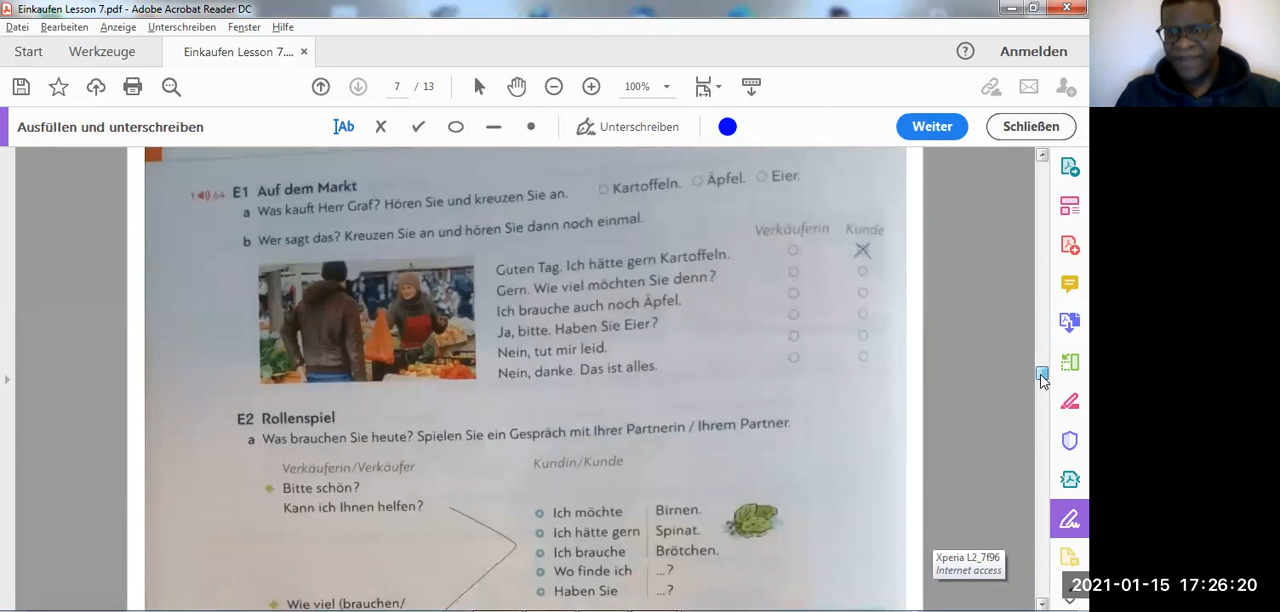 Einkaufen Lesson 7.pdf - Adobe Acrobat Reader DC
Datei Bearbeiten Anzeige Unterschreiben Fenster Hilfe
Start Werkzeuge Einkaufen Lesson 7.... × Anmelden
7 / 13 100%
Ausfüllen und unterschreiben Ab Unterschreiben Weiter Schließen
1 64 E1 Auf dem Markt
a Was kauft Herr Graf? Hören Sie und kreuzen Sie an. Kartoffeln. Äpfel. Eier.
b Wer sagt das? Kreuzen Sie an und hören Sie dann noch einmal.
Verkäuferin Kunde
Guten Tag. Ich hätte gern Kartoffeln.
Gern. Wie viel möchten Sie denn?
Ich brauche auch noch Äpfel.
Ja, bitte. Haben Sie Eier?
Nein, tut mir leid.
Nein, danke. Das ist alles.
E2 Rollenspiel
a Was brauchen Sie heute? Spielen Sie ein Gespräch mit Ihrer Partnerin / Ihrem Partner.
Verkäuferin/Verkäufer Kundin/Kunde
Bitte schön?
Kann ich Ihnen helfen?
Ich möchte Birnen.
Ich hätte gern Spinat.
Ich brauche Brötchen.
Wo finde ich ...?
Haben Sie ...?
Wie viel (brauchen/
Xperia L2_7f96
Internet access
2021-01-15 17:26:20